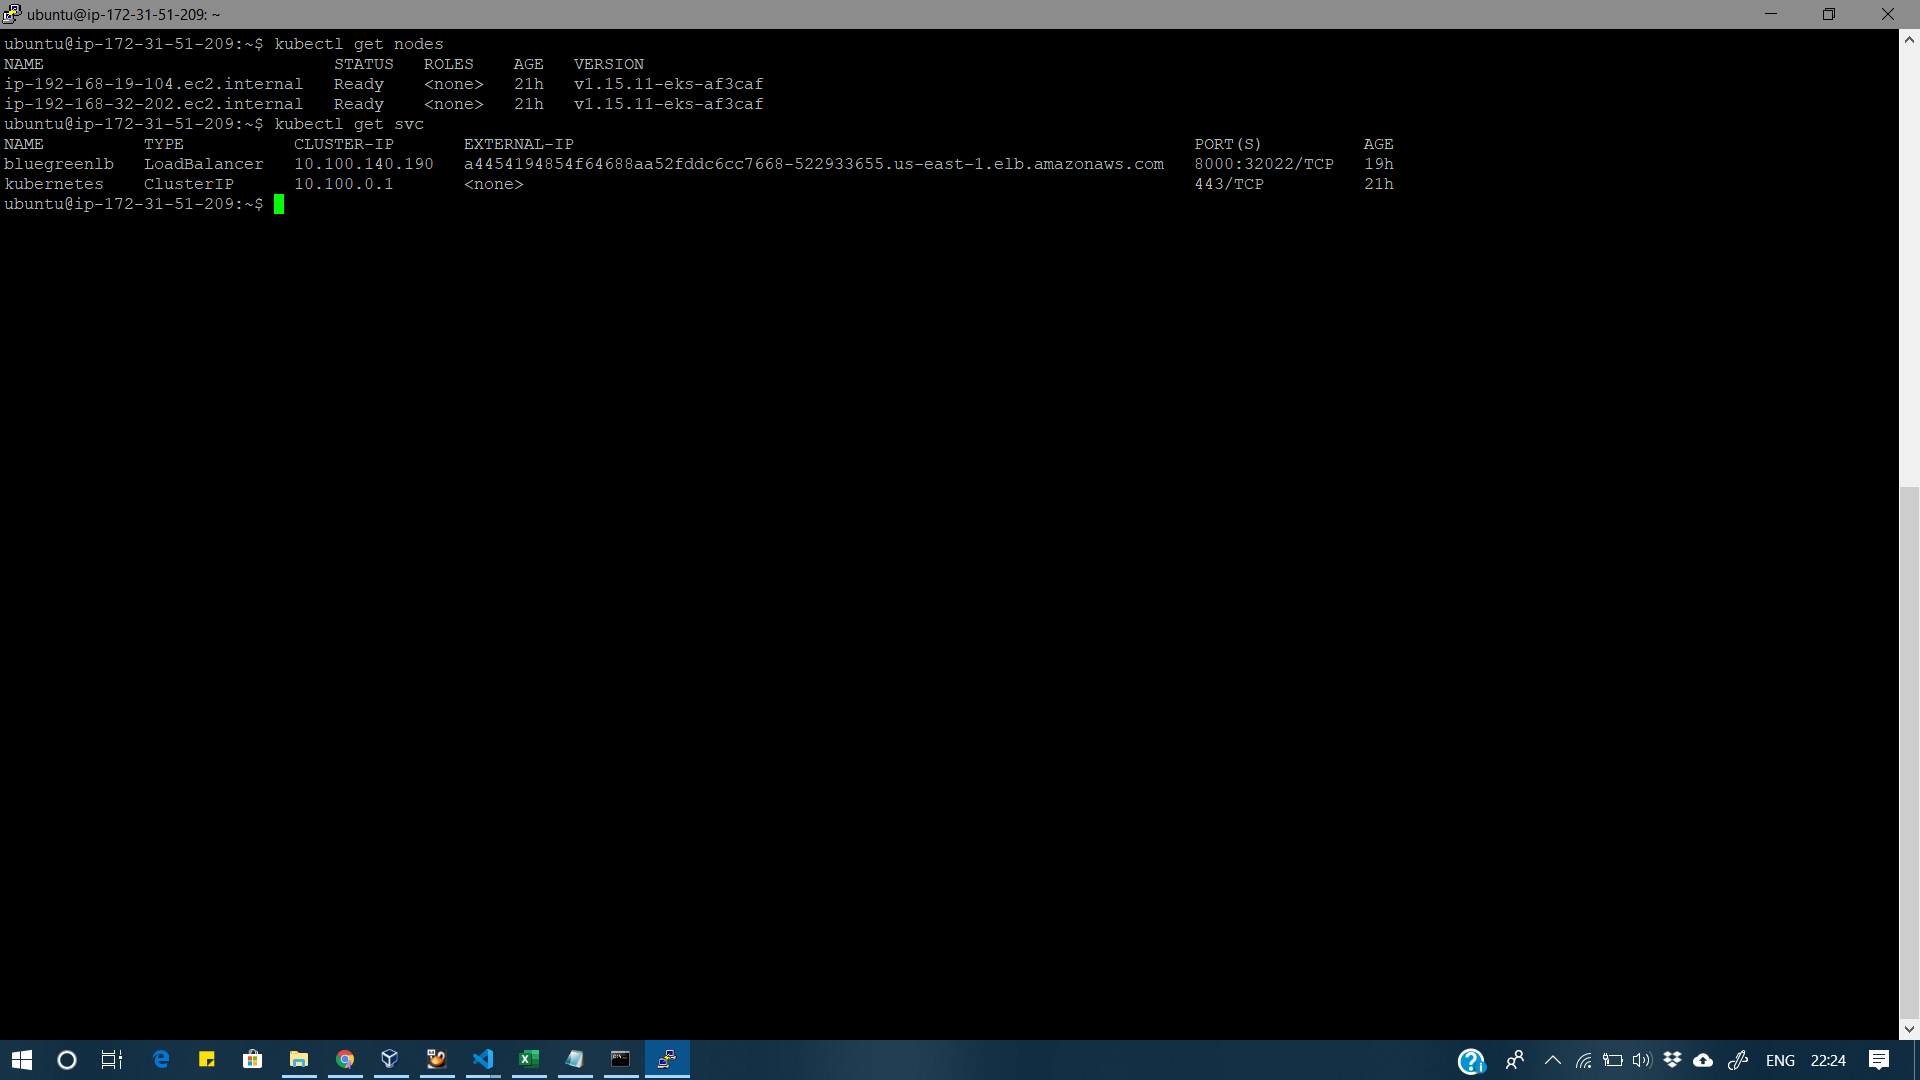 ubuntu@ip-172-31-51-209: ~
ubuntu@ip-172-31-51-209:~$ kubectl get nodes
NAME STATUS ROLES AGE VERSION
ip-192-168-19-104.ec2.internal Ready <none> 21h v1.15.11-eks-af3caf
ip-192-168-32-202.ec2.internal Ready <none> 21h v1.15.11-eks-af3caf
ubuntu@ip-172-31-51-209:~$ kubectl get svc
NAME TYPE CLUSTER-IP EXTERNAL-IP PORT(S) AGE
bluegreenlb LoadBalancer 10.100.140.190 a4454194854f64688aa52fddc6cc7668-522933655.us-east-1.elb.amazonaws.com 8000:32022/TCP 19h
kubernetes ClusterIP 10.100.0.1 <none> 443/TCP 21h
ubuntu@ip-172-31-51-209:~$
ENG 22:24